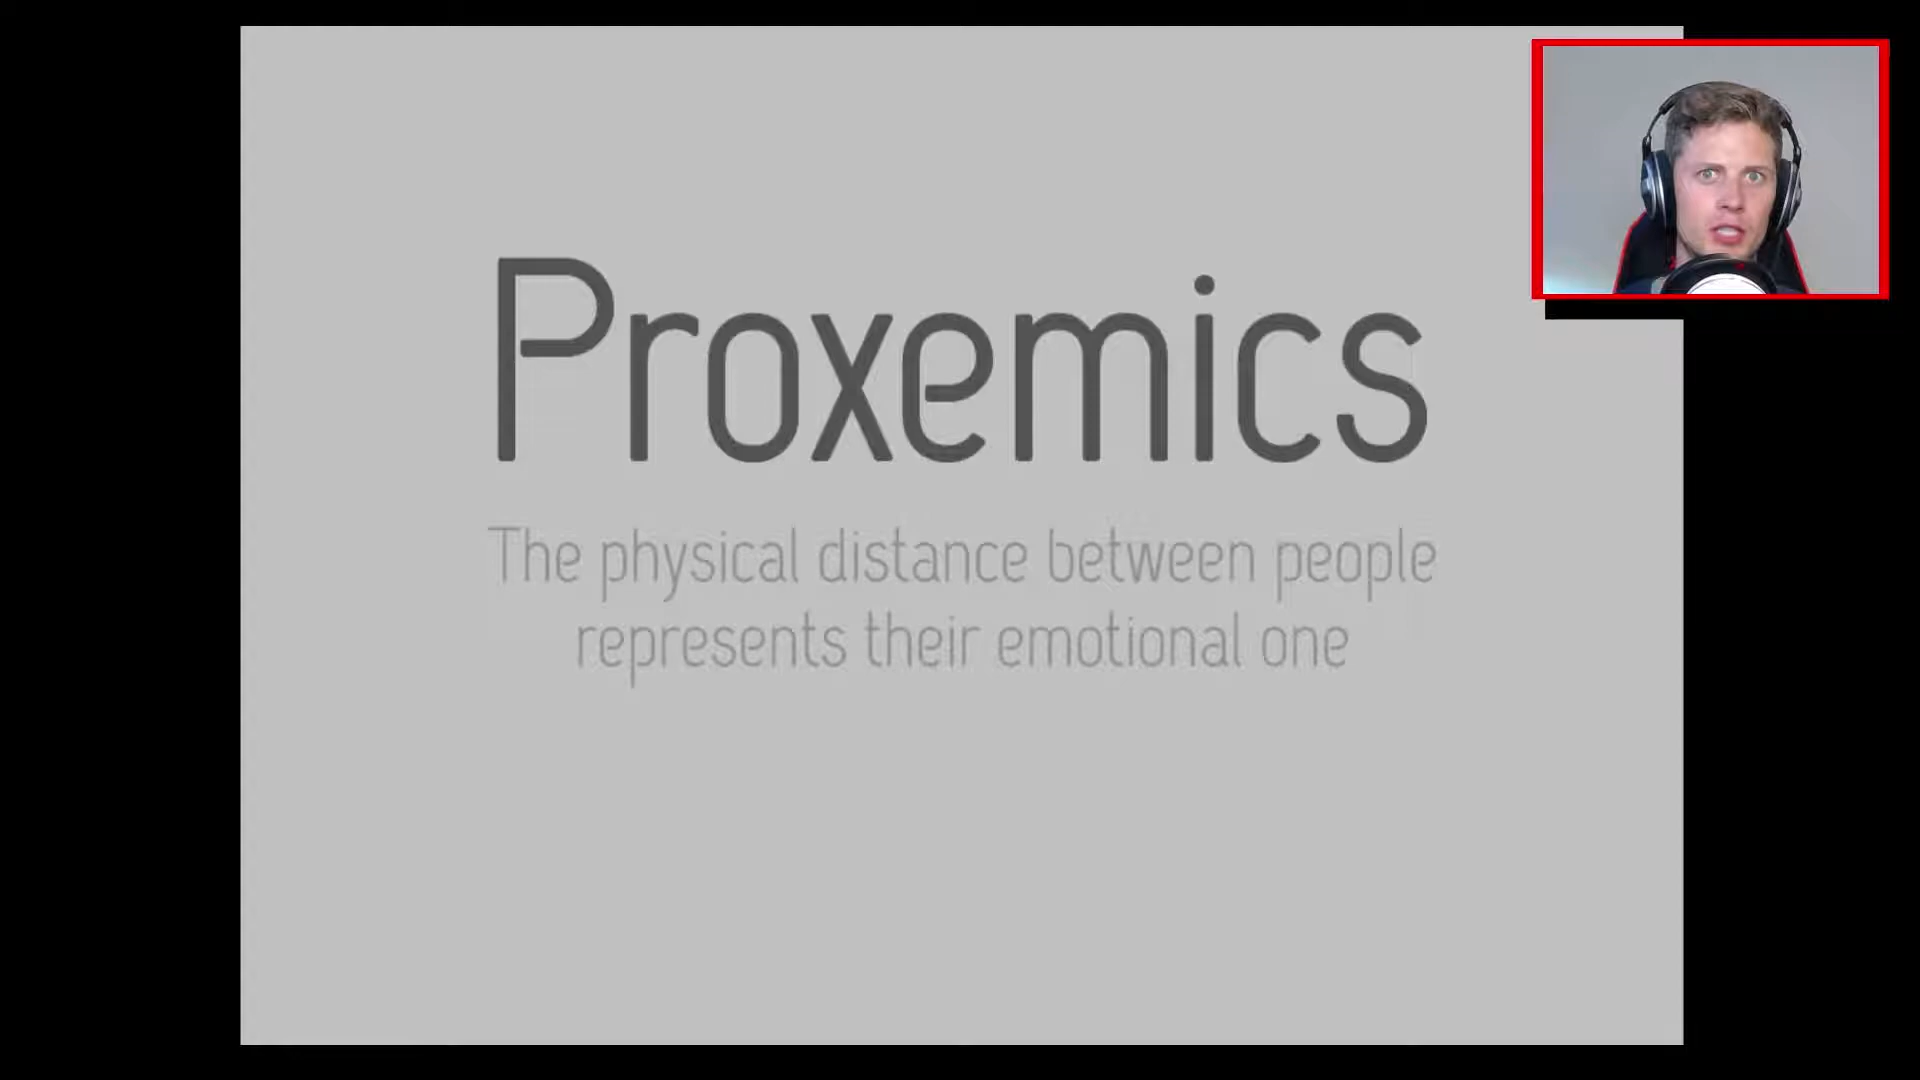 Proxemics
The physical distance between people
represents their emotional one